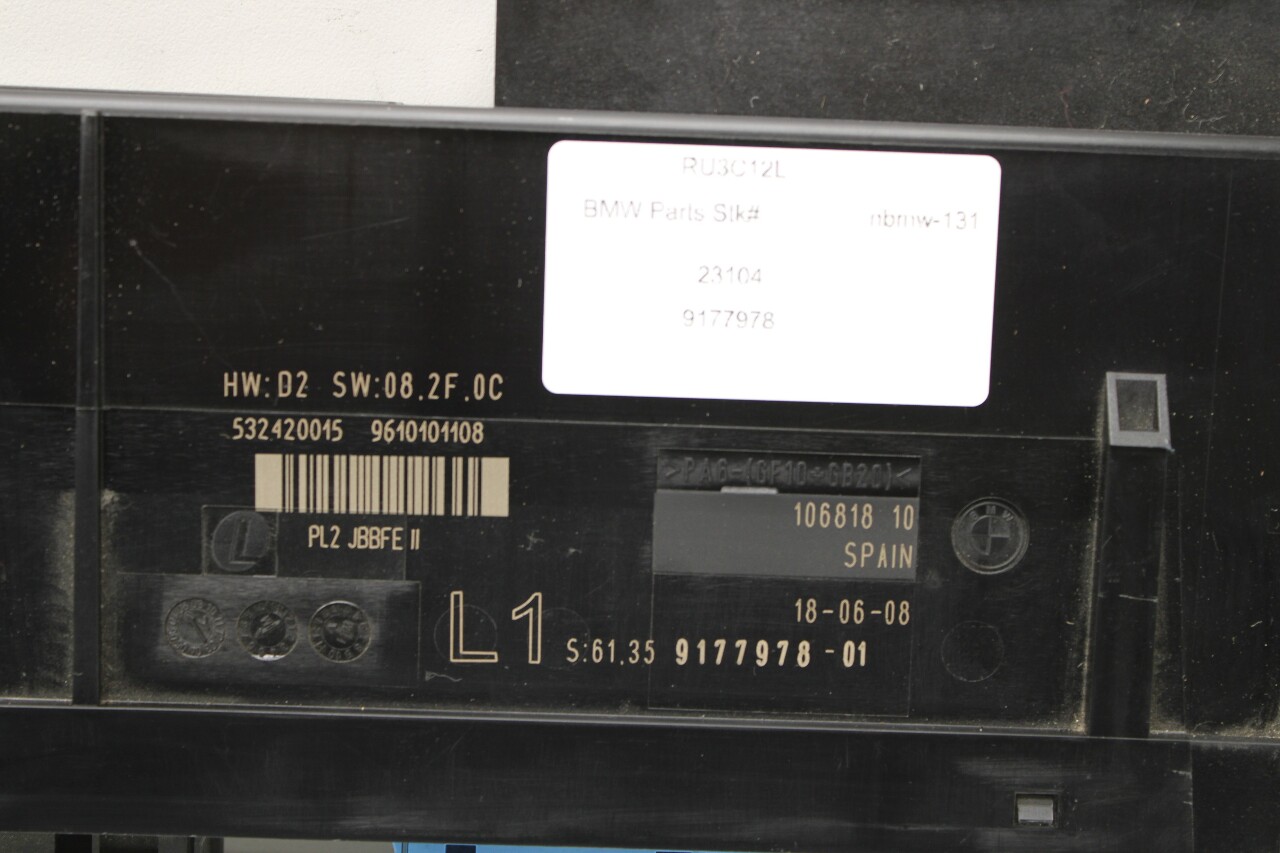 RU3C12L
BMW Parts Stk# nbmw-131
23104
9177978
HW:D2 SW:08.2F.0C
532420015 9610101108
>PA6-(GF10+GB20)<
106818 10
PL2 JBBFE II
SPAIN
L
BMW
18-06-08
L1 S:61.35 9177978-01